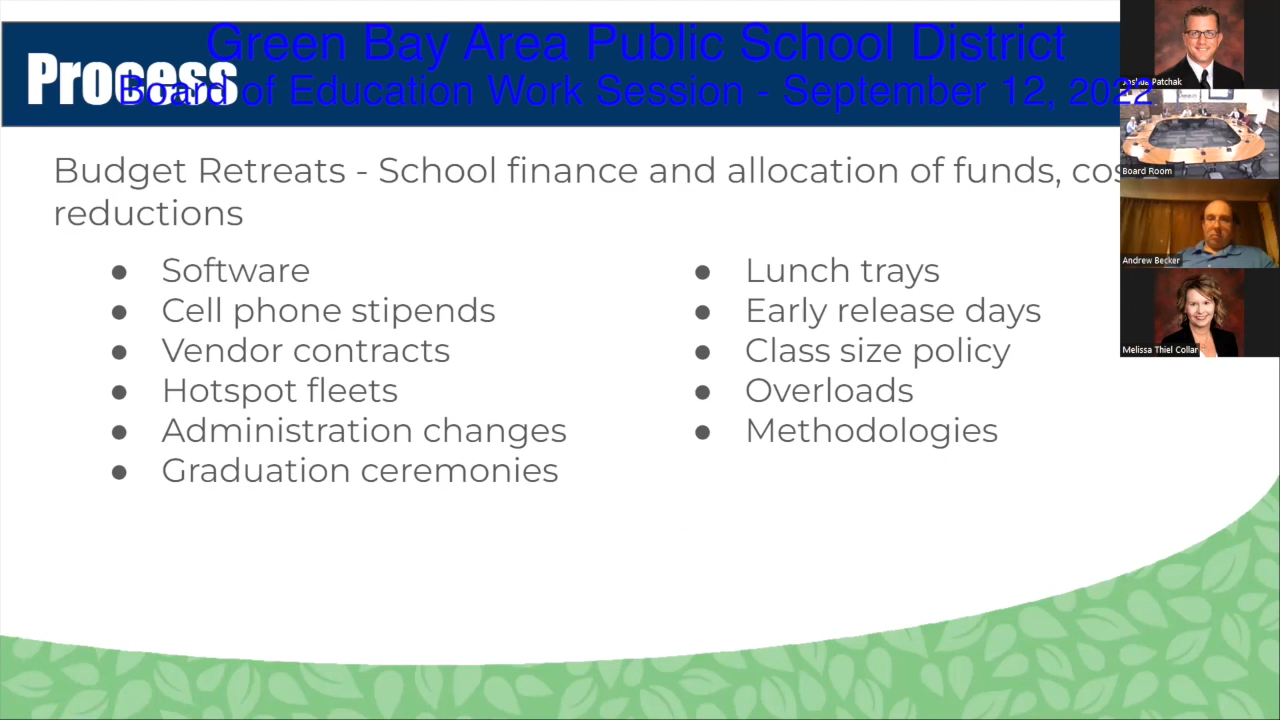 Green Bay Area Public School District
Process
Board of Education Work Session - September 12, 2022
Budget Retreats - School finance and allocation of funds,
reductions
● Software
● Cell phone stipends
● Vendor contracts
● Hotspot fleets
● Administration changes
● Graduation ceremonies
● Lunch trays
● Early release days
● Class size policy
● Overloads
● Methodologies
Joshua Patchak
Board Room
Andrew Becker
Melissa Thiel Collar